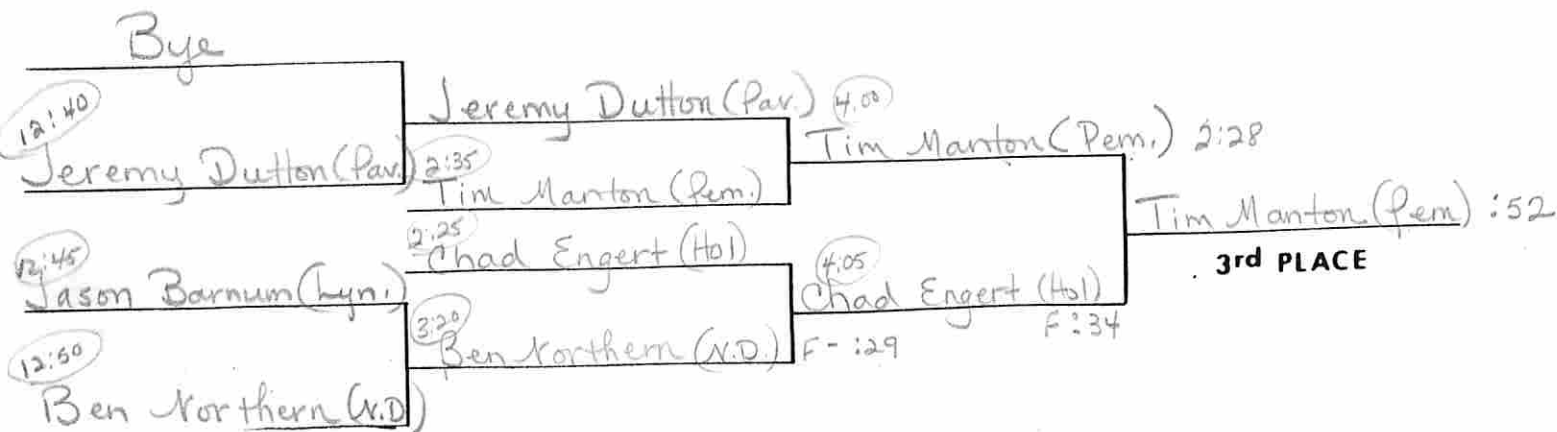 Bye
12:40
Jeremy Dutton (Pav.)
12:45
Jason Barnum (Lyn.)
12:50
Ben Northern (N.D)
Jeremy Dutton (Pav.)
2:35
Tim Manton (Pem.)
2:25
Chad Engert (Hol)
3:20
Ben Northern (N.D.)
F- :29
4:00
Tim Manton (Pem.) 2:28
4:05
Chad Engert (Hol)
F :34
Tim Manton (Pem) :52
3rd PLACE